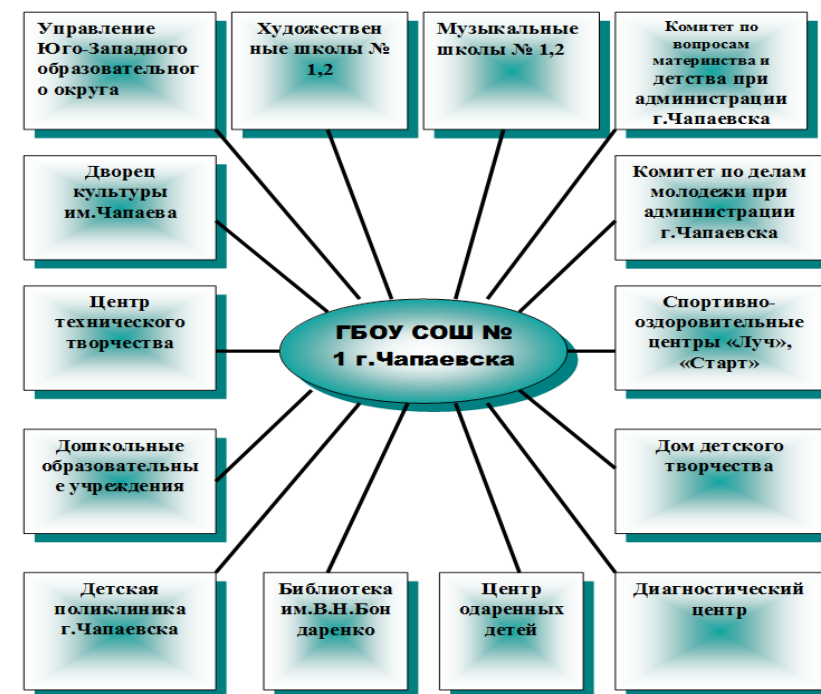 Управление
Юго-Западного
образовательног
о округа
Художествен
ные школы №
1,2
Музыкальные
школы № 1,2
Комитет по
вопросам
материнства и
детства при
администрации
г.Чапаевска
Дворец
культуры
им.Чапаева
Комитет по делам
молодежи при
администрации
г.Чапаевска
Центр
технического
творчества
ГБОУ СОШ №
1 г.Чапаевска
Спортивно-
оздоровительные
центры «Луч»,
«Старт»
Дошкольные
образовательны
е учреждения
Дом детского
творчества
Детская
поликлиника
г.Чапаевска
Библиотека
им.В.Н.Бон
даренко
Центр
одаренных
детей
Диагностический
центр